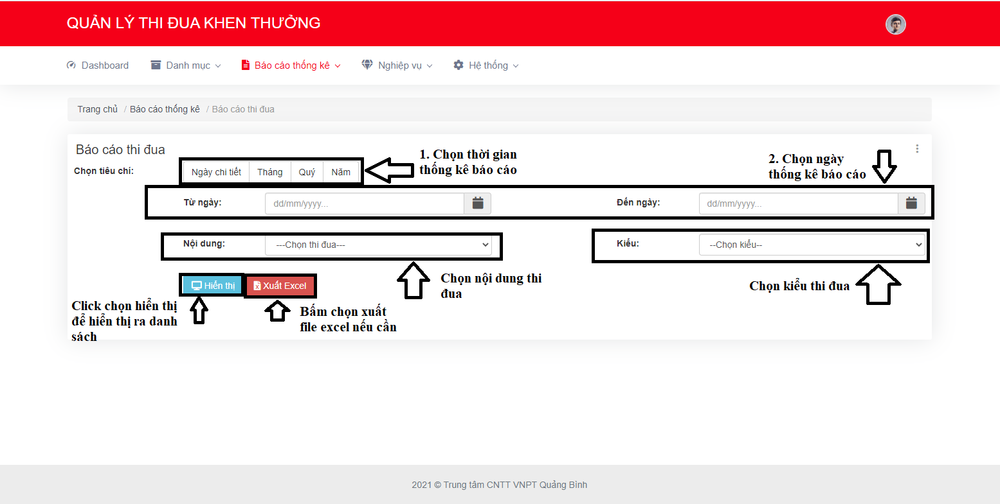 QUẢN LÝ THI ĐUA KHEN THƯỞNG
Dashboard Danh mục Báo cáo thống kê Nghiệp vụ Hệ thống
Trang chủ / Báo cáo thống kê / Báo cáo thi đua
Báo cáo thi đua
1. Chọn thời gian
thống kê báo cáo
2. Chọn ngày
thống kê báo cáo
Chọn tiêu chí: Ngày chi tiết Tháng Quý Năm
Từ ngày: dd/mm/yyyy... Đến ngày: dd/mm/yyyy...
Nội dung: ---Chọn thi đua--- Kiểu: --Chọn kiểu--
Chọn nội dung thi
đua
Chọn kiểu thi đua
Hiển thị Xuất Excel
Click chọn hiển thị
để hiển thị ra danh
sách
Bấm chọn xuất
file excel nếu cần
2021 © Trung tâm CNTT VNPT Quảng Bình